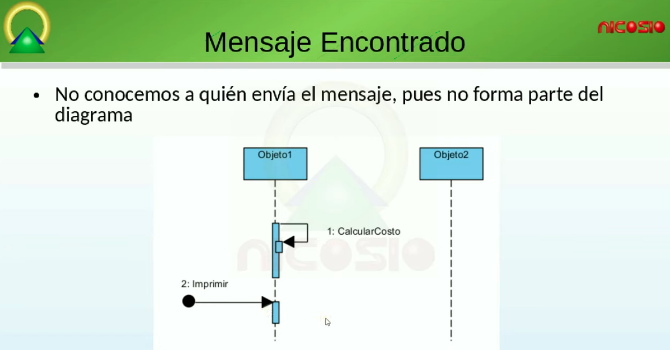 NICOSIO
Mensaje Encontrado
• No conocemos a quién envía el mensaje, pues no forma parte del
diagrama
Objeto1
Objeto2
1: CalcularCosto
NICOSIO
2: Imprimir